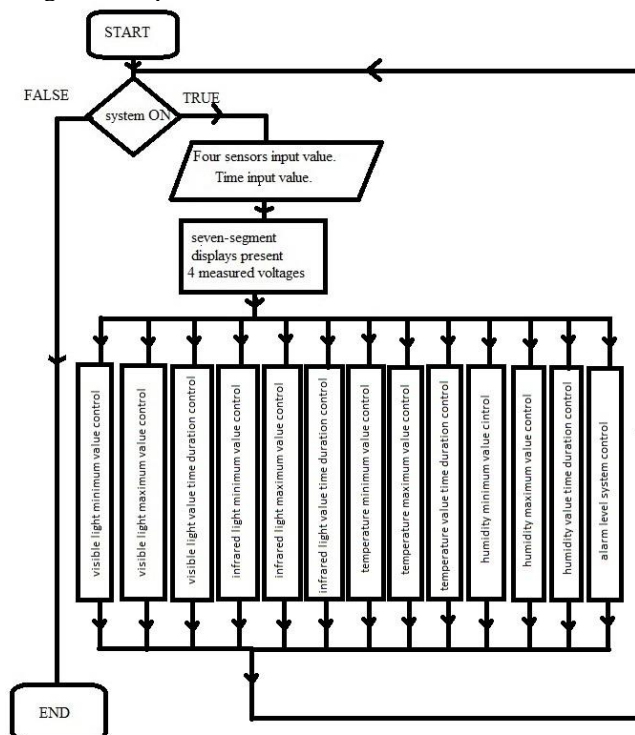 START
FALSE
TRUE
system ON
Four sensors input value.
Time input value.
seven-segment
displays present
4 measured voltages
visible light minimum value control
visible light maximum value control
visible light value time duration control
infrared light minimum value control
infrared light maximum value control
infrared light value time duration control
temperature minimum value control
temperature maximum value control
temperature value time duration control
humidity minimum value cintrol
humidity maximum value control
humidity value time duration control
alarm level system control
END